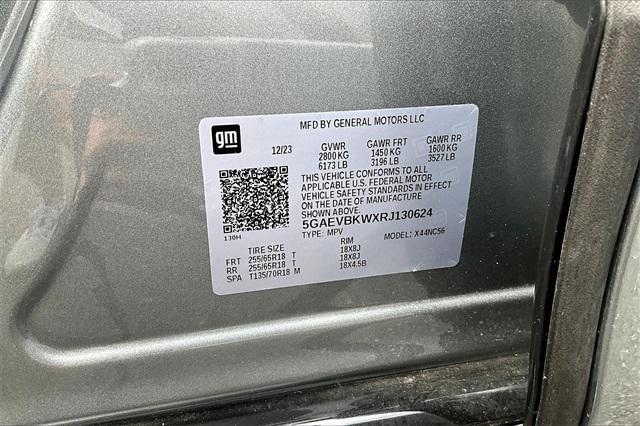 gm
MFD BY GENERAL MOTORS LLC
12/23 GVWR GAWR FRT GAWR RR
2800 KG 1450 KG 1600 KG
6173 LB 3196 LB 3527 LB
THIS VEHICLE CONFORMS TO ALL
APPLICABLE U.S. FEDERAL MOTOR
VEHICLE SAFETY STANDARDS IN EFFECT
ON THE DATE OF MANUFACTURE
SHOWN ABOVE.
5GAEVBKWXRJ130624
130H
TYPE: MPV MODEL: X44NC56
TIRE SIZE RIM
FRT 255/65R18 T 18X8J
RR 255/65R18 T 18X8J
SPA T135/70R18 M 18X4.5B